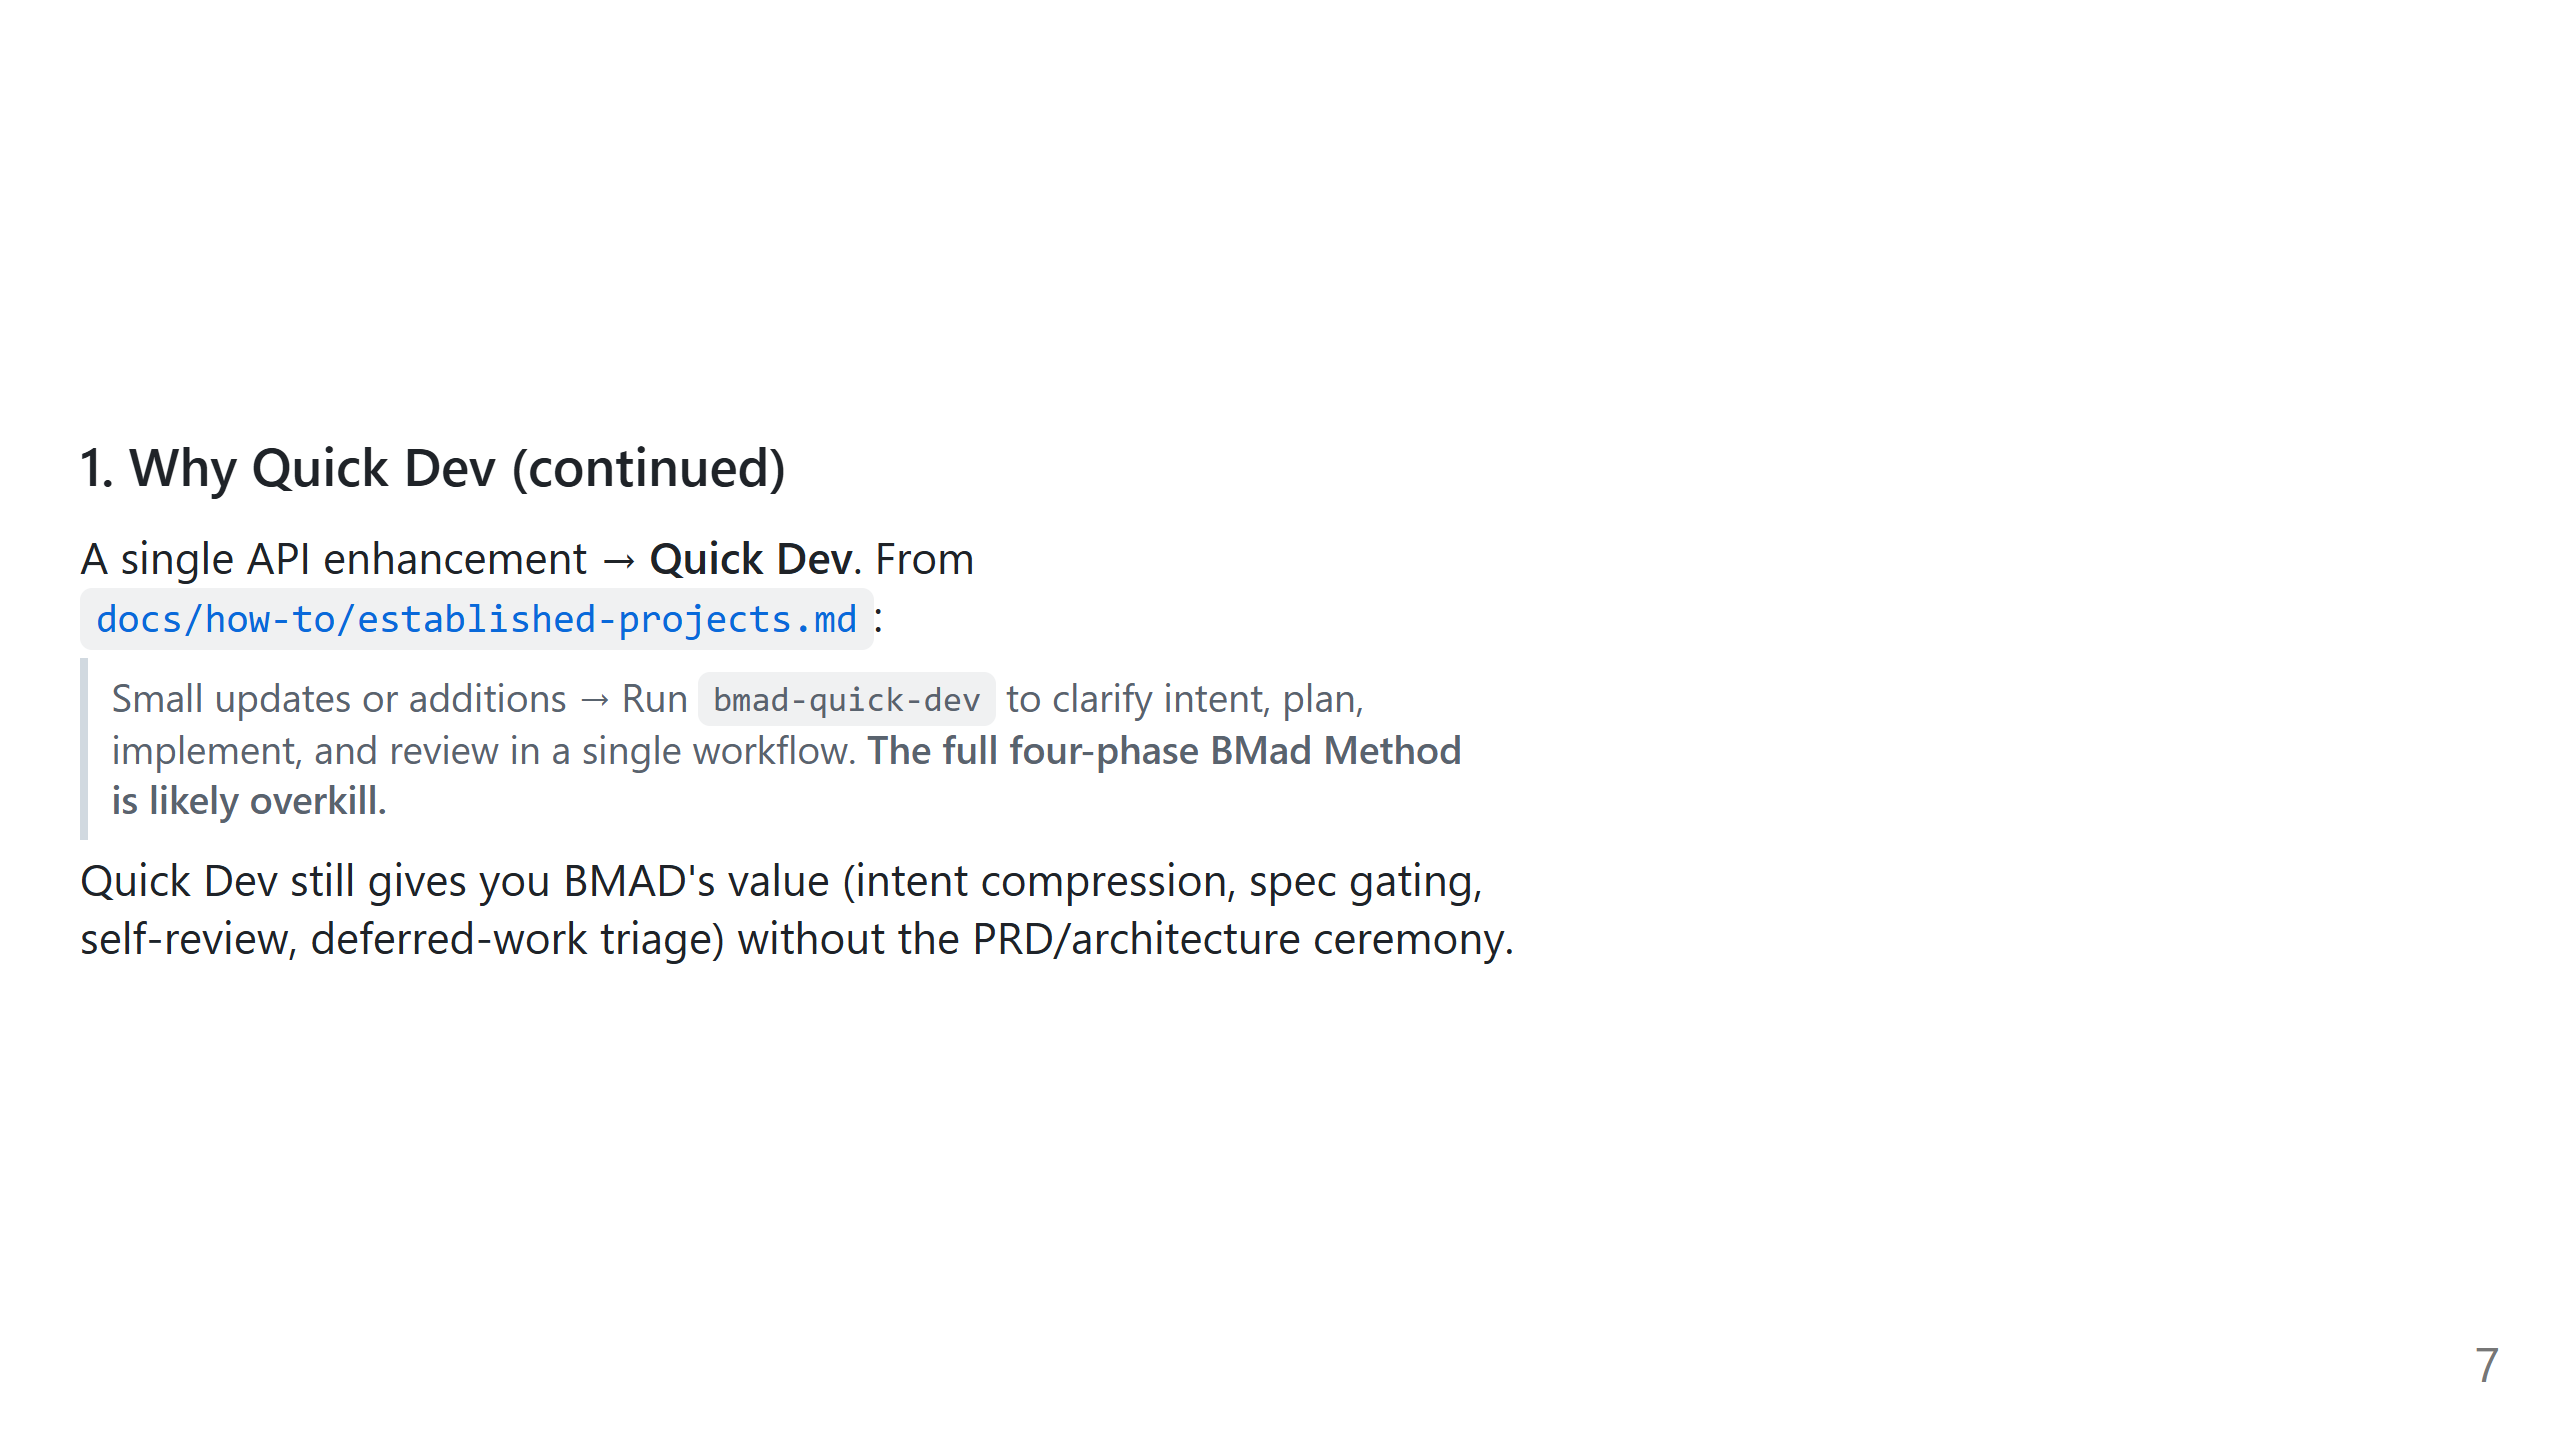 1. Why Quick Dev (continued)
A single API enhancement → Quick Dev. From
docs/how-to/established-projects.md:
Small updates or additions → Run bmad-quick-dev to clarify intent, plan,
implement, and review in a single workflow. The full four-phase BMad Method
is likely overkill.
Quick Dev still gives you BMAD's value (intent compression, spec gating,
self-review, deferred-work triage) without the PRD/architecture ceremony.
7